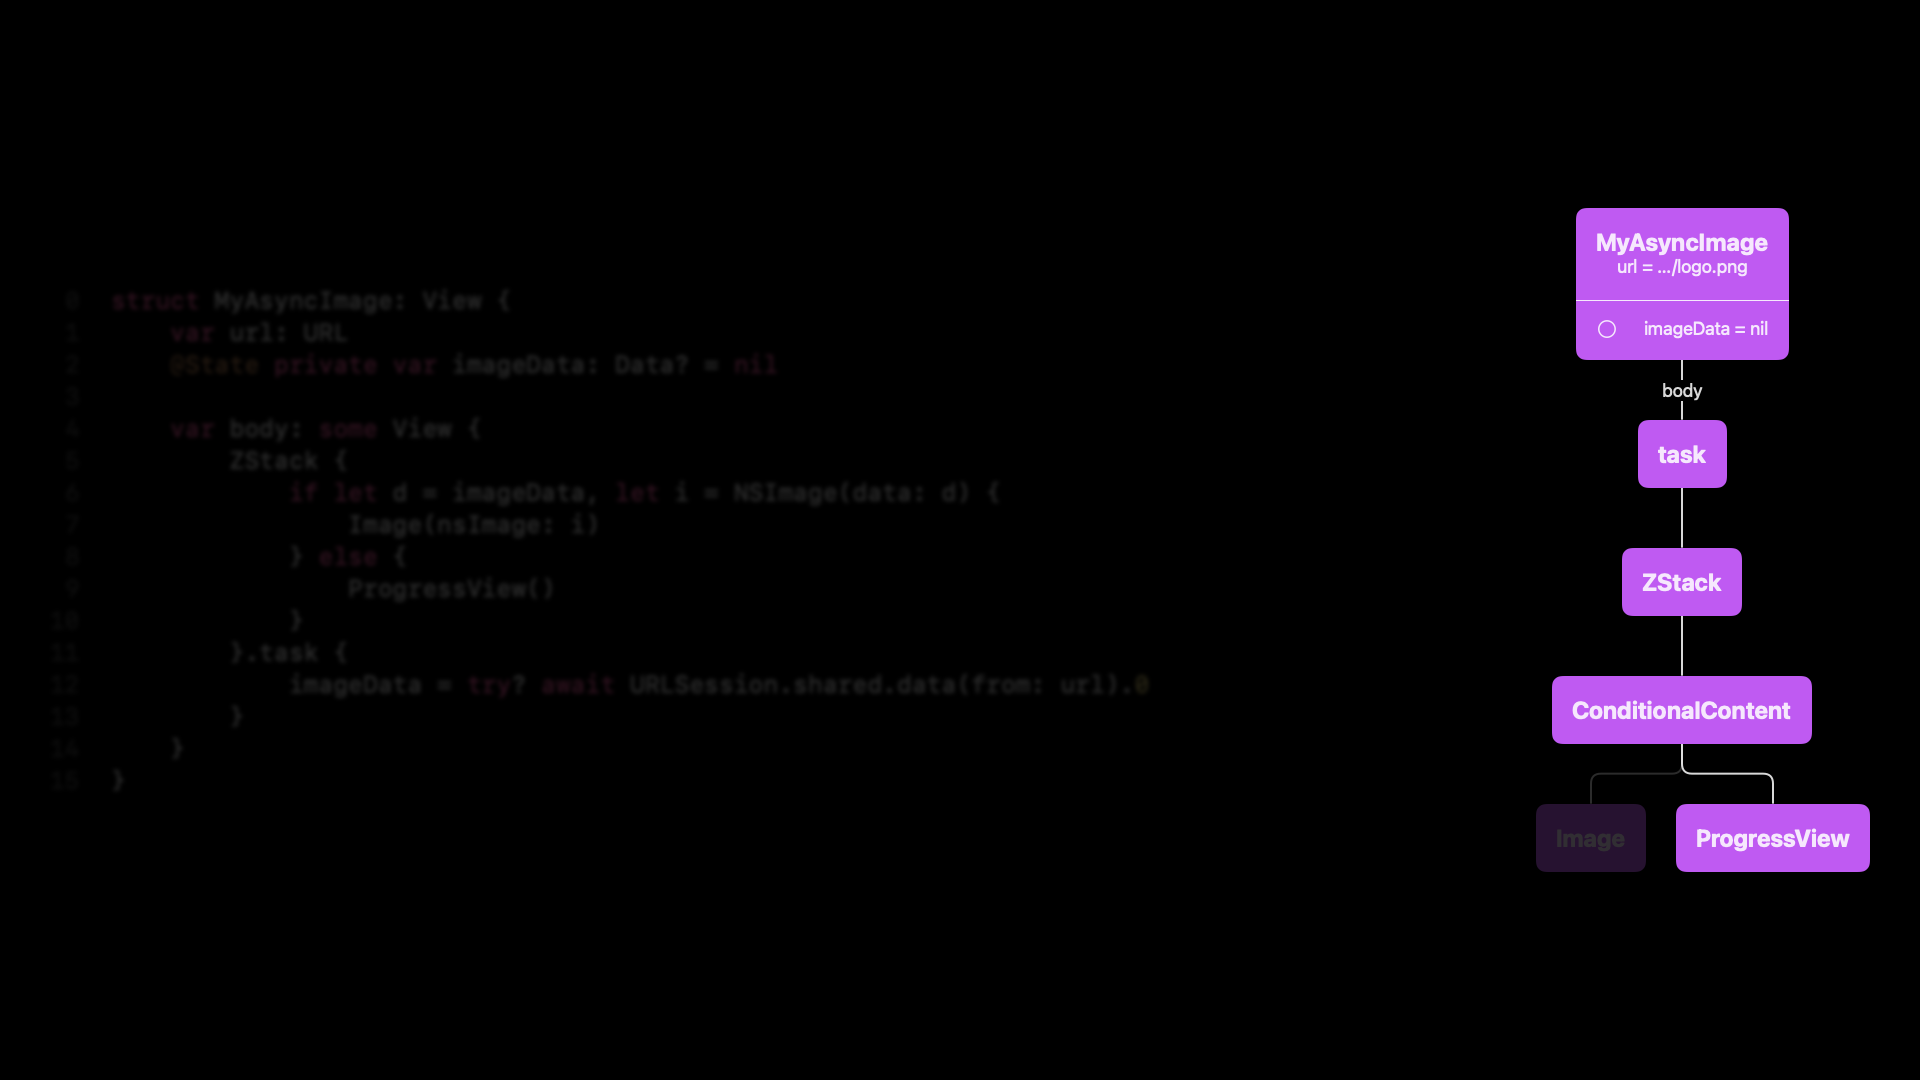 0 struct MyAsyncImage: View {
1     var url: URL
2     @State private var imageData: Data? = nil
3
4     var body: some View {
5         ZStack {
6             if let d = imageData, let i = NSImage(data: d) {
7                 Image(nsImage: i)
8             } else {
9                 ProgressView()
10             }
11         }.task {
12             imageData = try? await URLSession.shared.data(from: url).0
13         }
14     }
15 }
MyAsyncImage
url = .../logo.png
imageData = nil
body
task
ZStack
ConditionalContent
Image
ProgressView